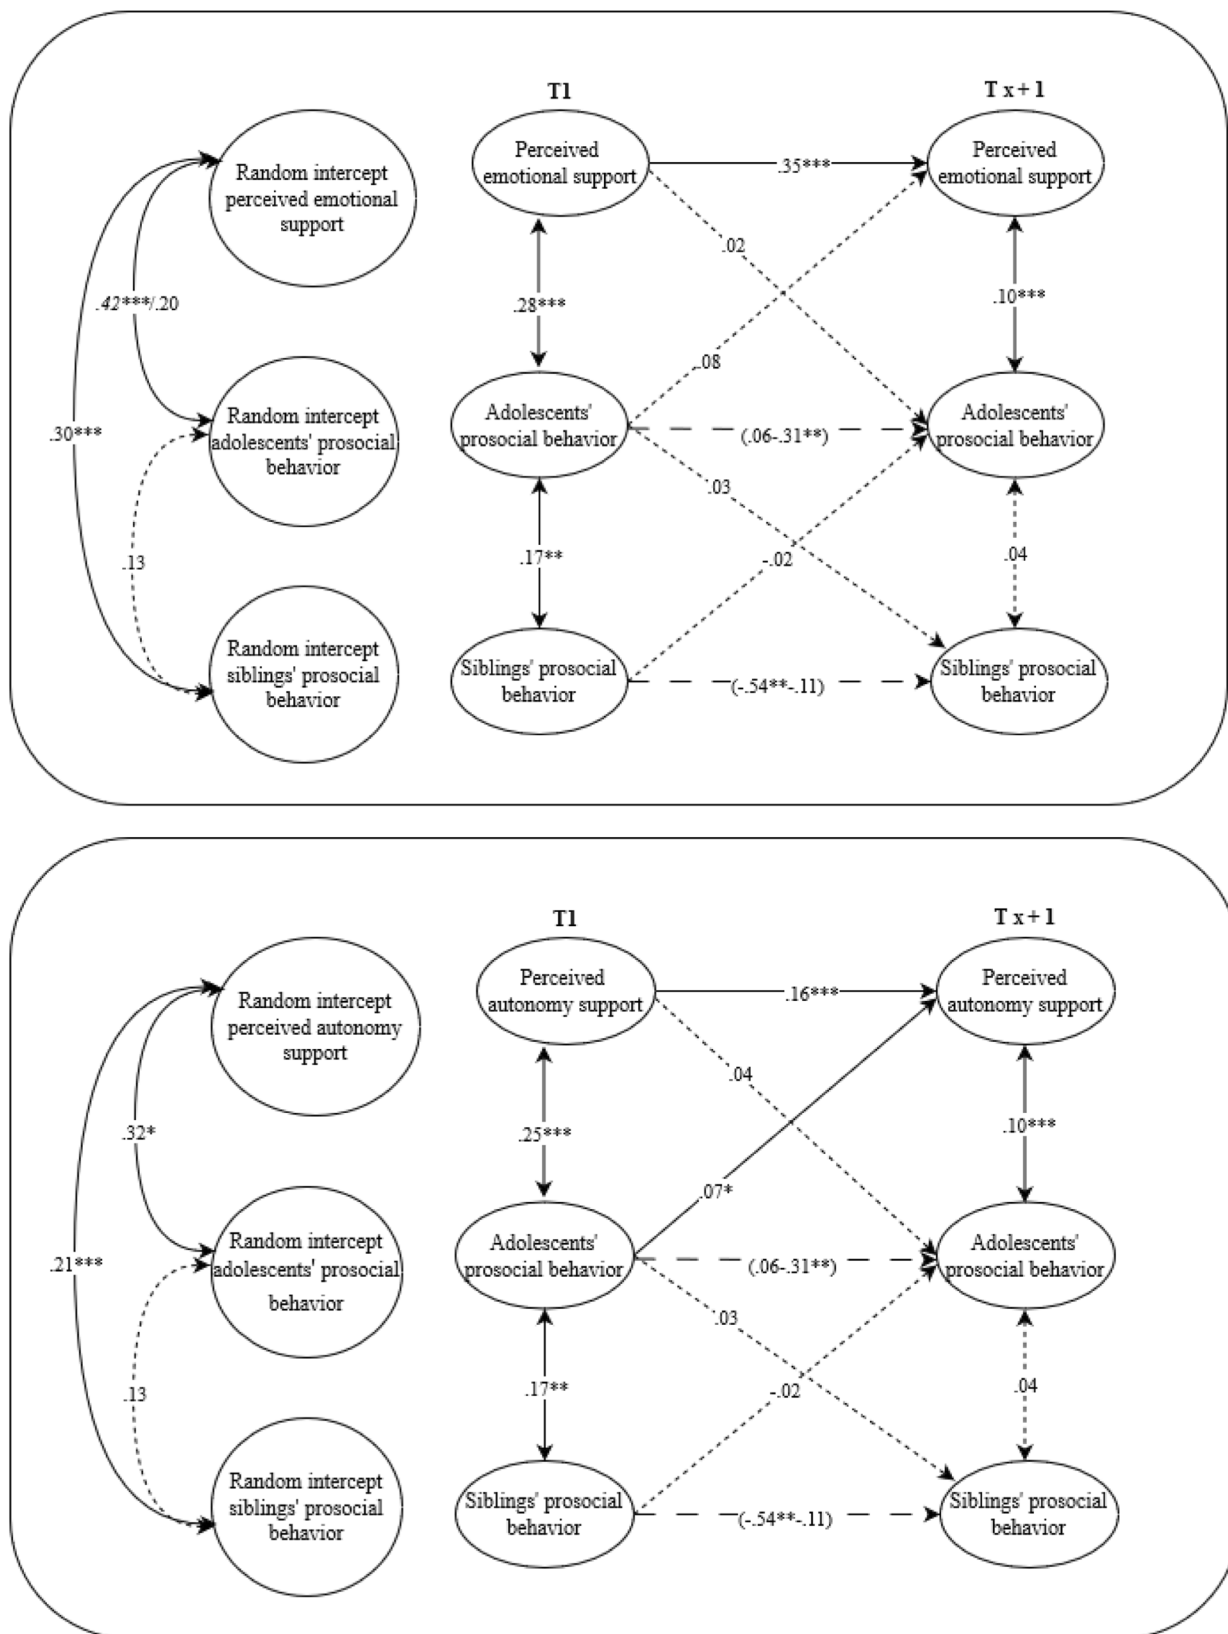 T1
T x + 1
Random intercept
perceived emotional
support
Perceived
emotional support
.35***
Perceived
emotional support
.02
.42***/.20
.28***
.10***
.08
Random intercept
adolescents' prosocial
behavior
Adolescents'
prosocial behavior
(.06-.31**)
Adolescents'
prosocial behavior
.30***
.03
.13
.17**
-.02
.04
Random intercept
siblings' prosocial
behavior
Siblings' prosocial
behavior
(-.54**-.11)
Siblings' prosocial
behavior
T1
T x + 1
Random intercept
perceived autonomy
support
Perceived
autonomy support
.16***
Perceived
autonomy support
.04
.32*
.25***
.10***
.07*
Random intercept
adolescents' prosocial
behavior
Adolescents'
prosocial behavior
(.06-.31**)
Adolescents'
prosocial behavior
.21***
.03
.13
.17**
-.02
.04
Random intercept
siblings' prosocial
behavior
Siblings' prosocial
behavior
(-.54**-.11)
Siblings' prosocial
behavior